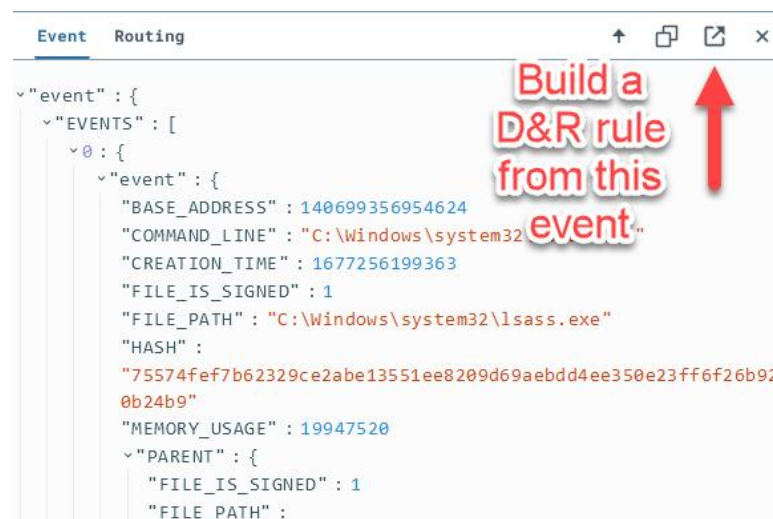 Event Routing
"event" : {
"EVENTS" : [
0 : {
"event" : {
"BASE_ADDRESS" : 140699356954624
"COMMAND_LINE" : "C:\Windows\system32
"CREATION_TIME" : 1677256199363
"FILE_IS_SIGNED" : 1
"FILE_PATH" : "C:\Windows\system32\lsass.exe"
"HASH" :
"75574fef7b62329ce2abe13551ee8209d69aebdd4ee350e23ff6f26b92
0b24b9"
"MEMORY_USAGE" : 19947520
"PARENT" : {
"FILE_IS_SIGNED" : 1
"FILE_PATH" :
Build a
D&R rule
from this
event